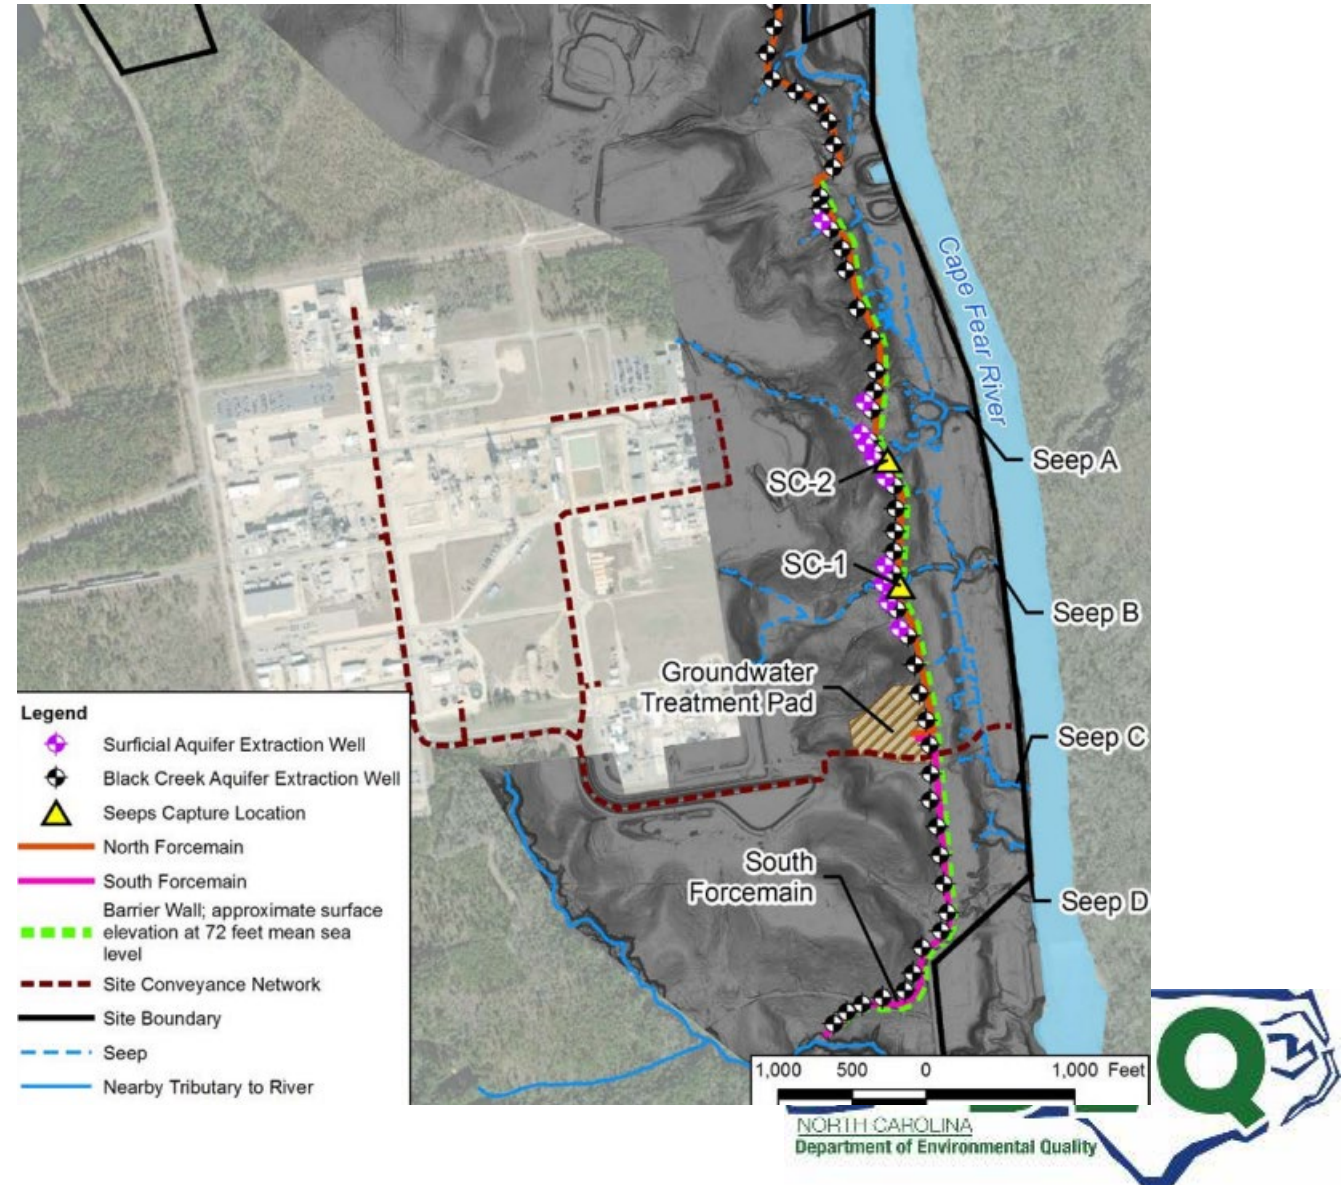 Cape Fear River
Seep A
SC-2
SC-1
Seep B
Groundwater
Treatment Pad
Seep C
South
Forcemain
Seep D
Legend
Surficial Aquifer Extraction Well
Black Creek Aquifer Extraction Well
Seeps Capture Location
North Forcemain
South Forcemain
Barrier Wall; approximate surface
elevation at 72 feet mean sea
level
Site Conveyance Network
Site Boundary
Seep
Nearby Tributary to River
1,000 500 0 1,000 Feet
Q
NORTH CAROLINA
Department of Environmental Quality